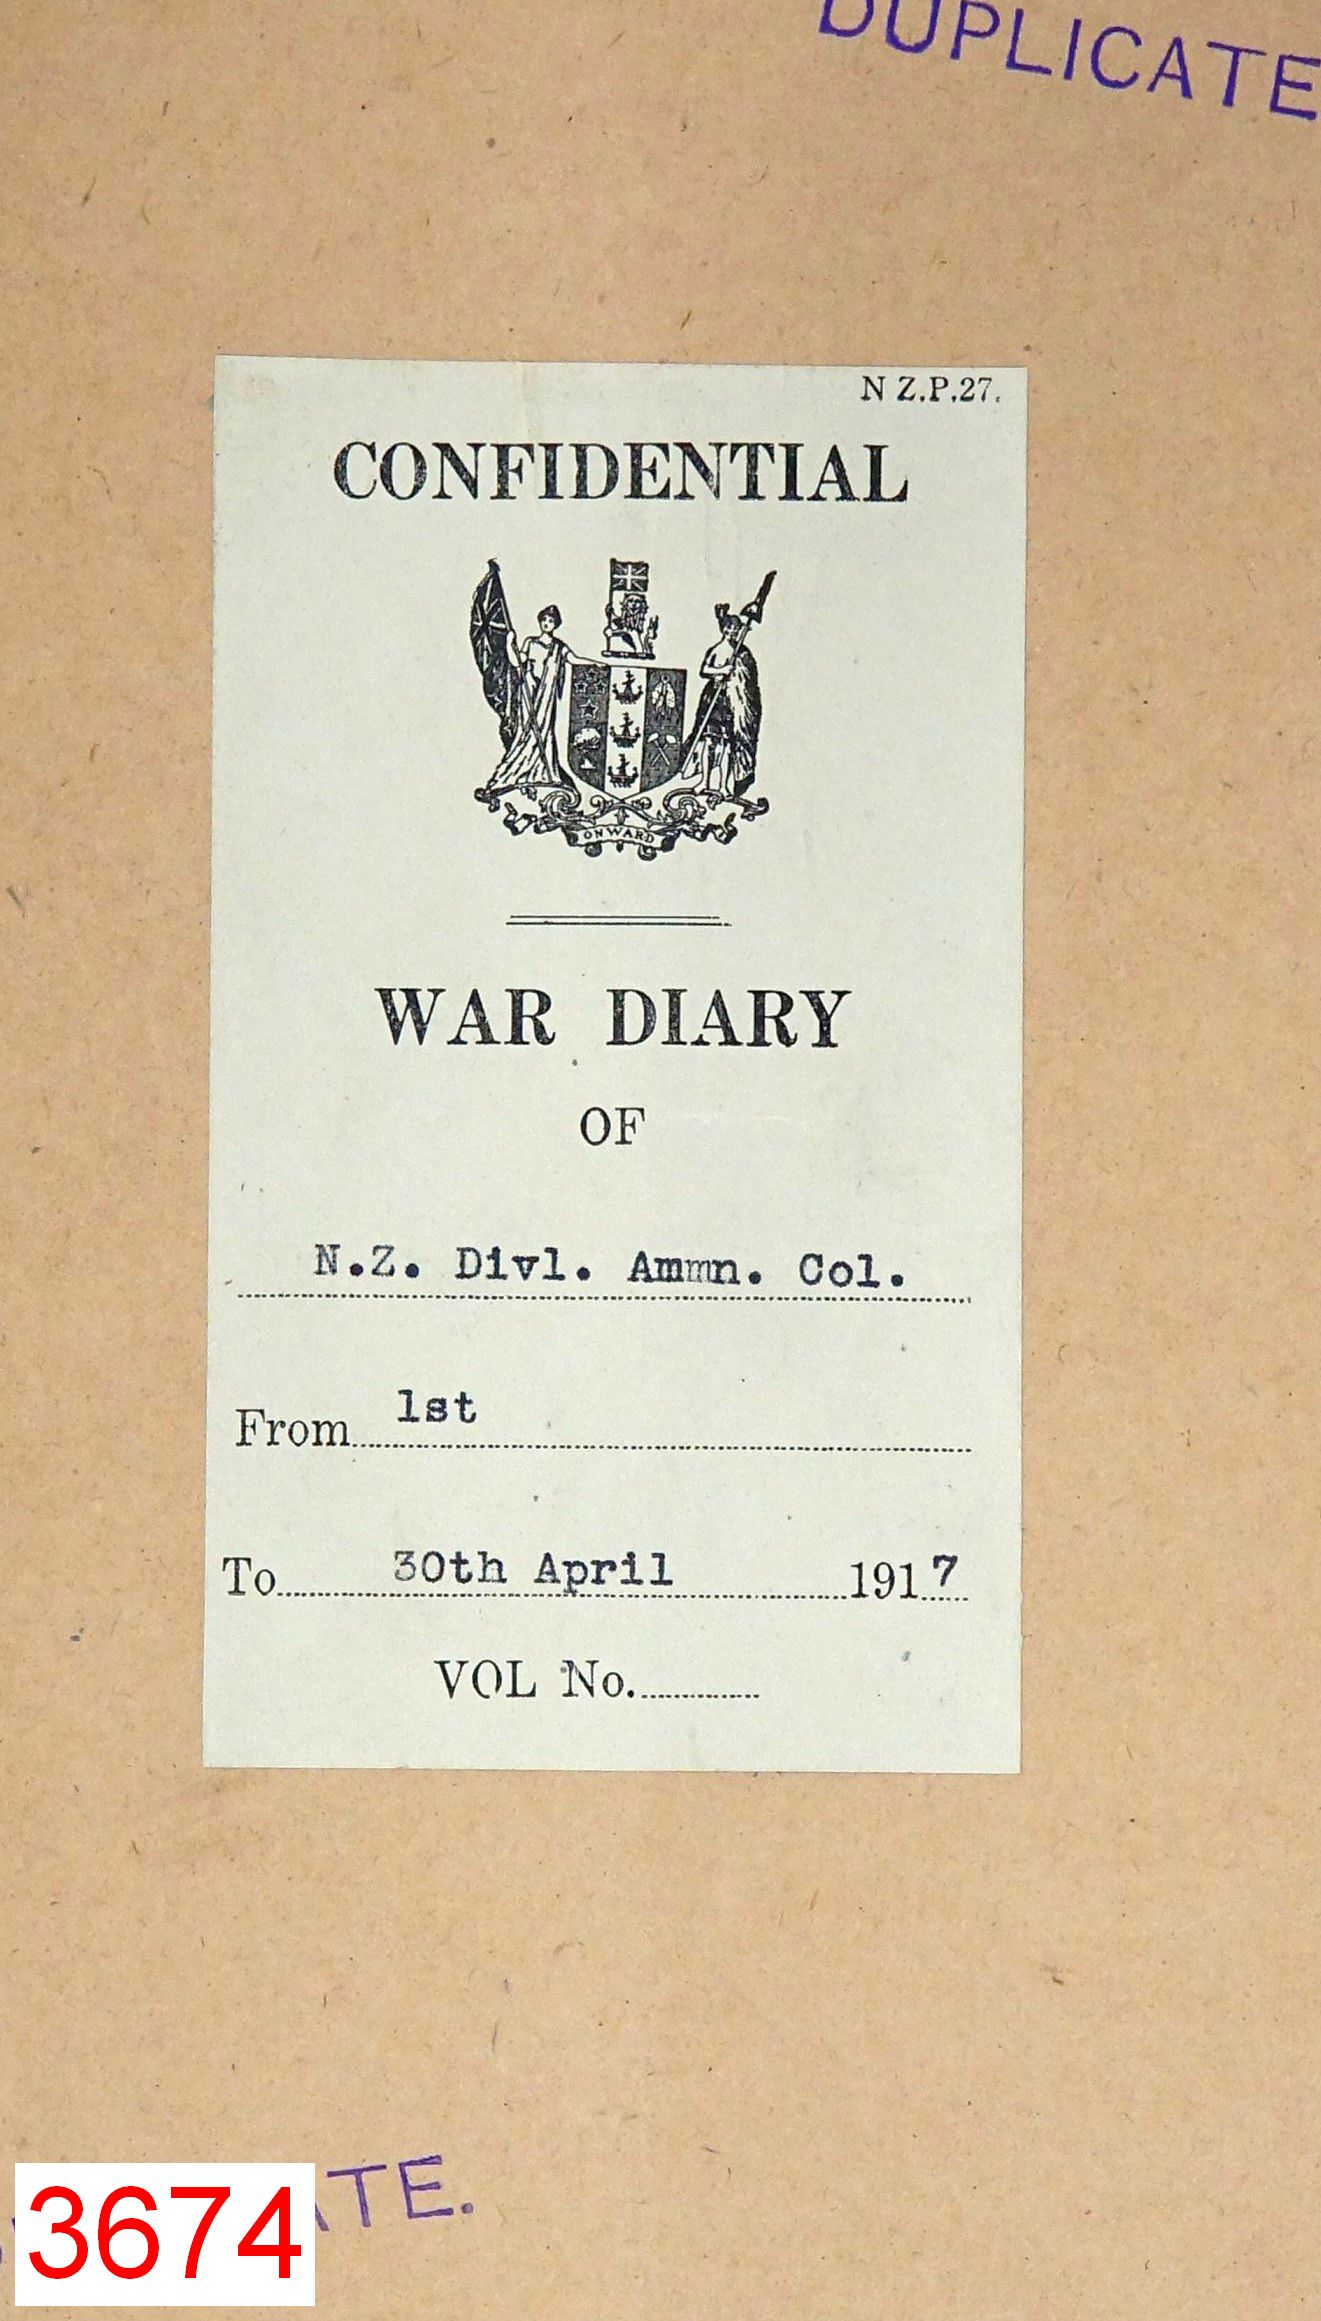 DUPLICATE
N Z.P.27.
CONFIDENTIAL
ONWARD
WAR DIARY
OF
N.Z. Divl. Ammn. Col.
From 1st
To 30th April 1917
VOL No.
TE.
3674